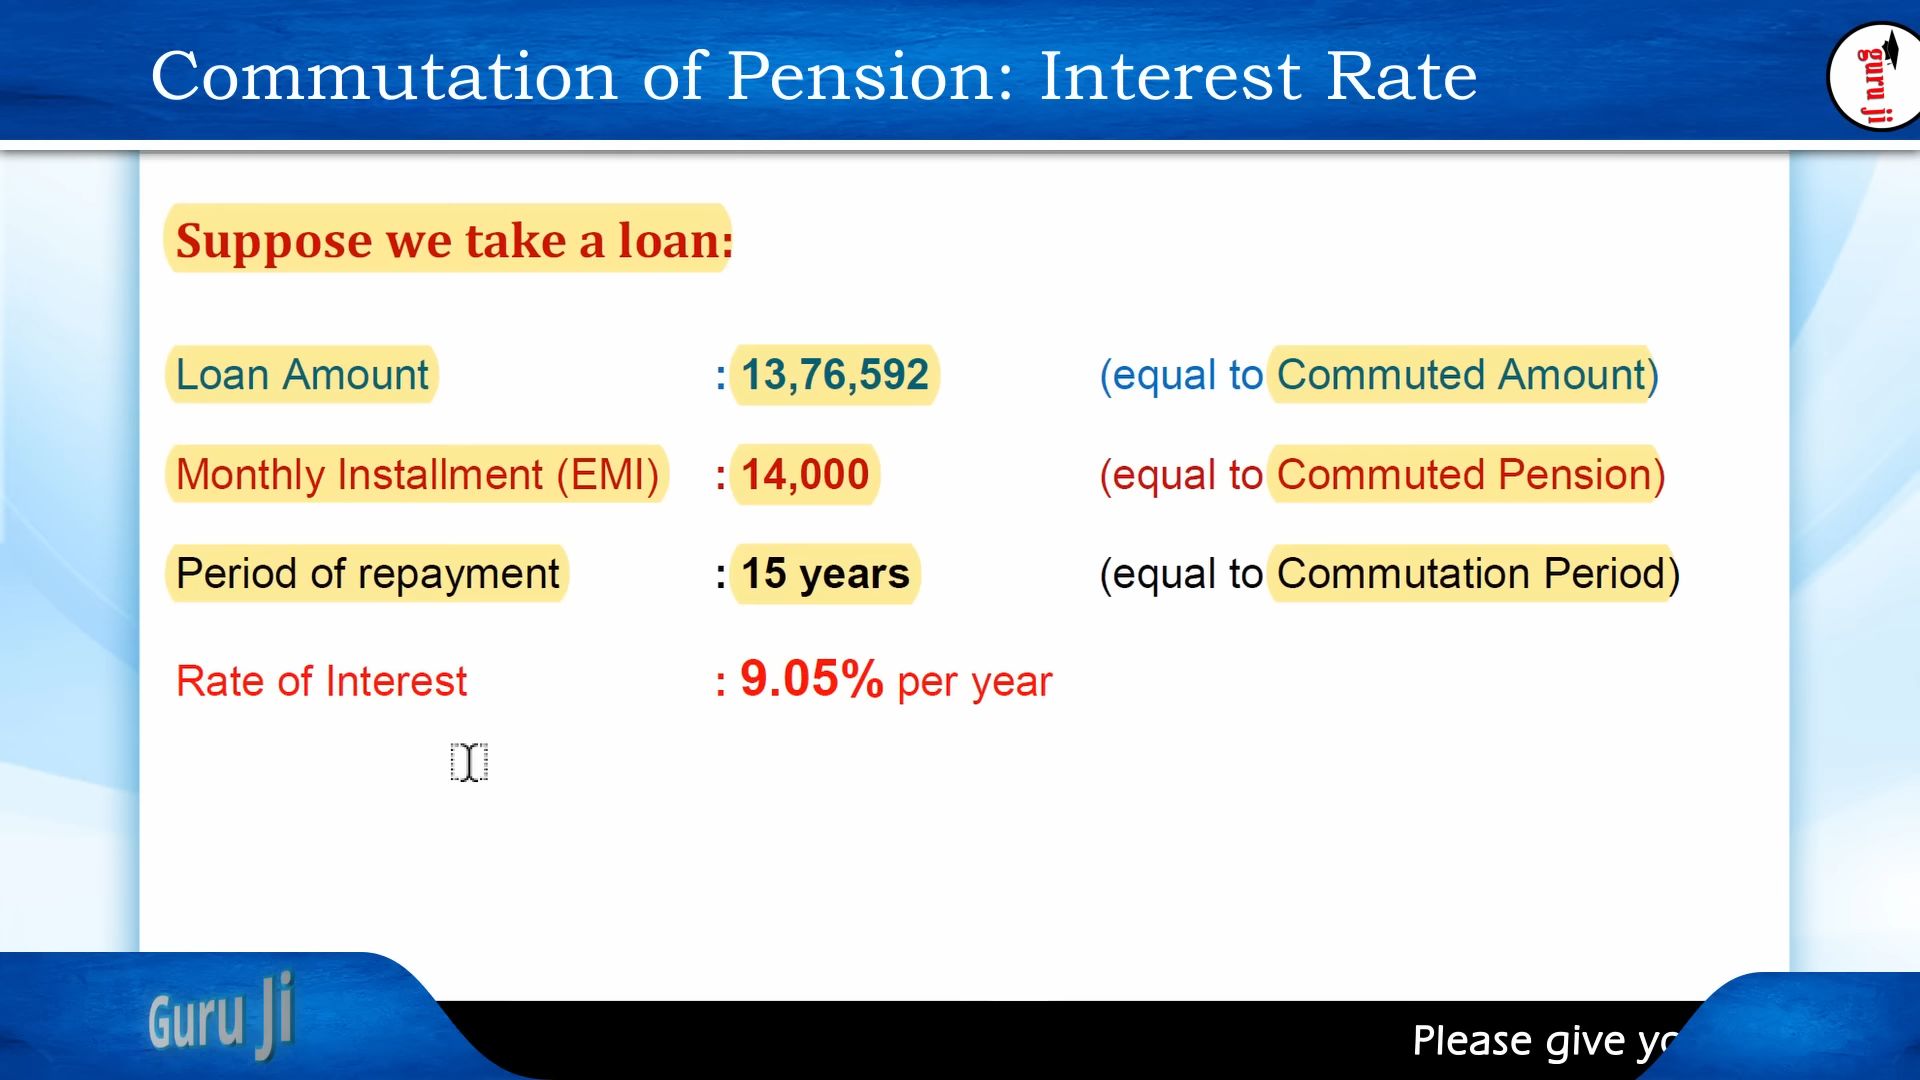 Commutation of Pension: Interest Rate
guru ji
Suppose we take a loan:
Loan Amount : 13,76,592 (equal to Commuted Amount)
Monthly Installment (EMI) : 14,000 (equal to Commuted Pension)
Period of repayment : 15 years (equal to Commutation Period)
Rate of Interest : 9.05% per year
Guru Ji
Please give yo